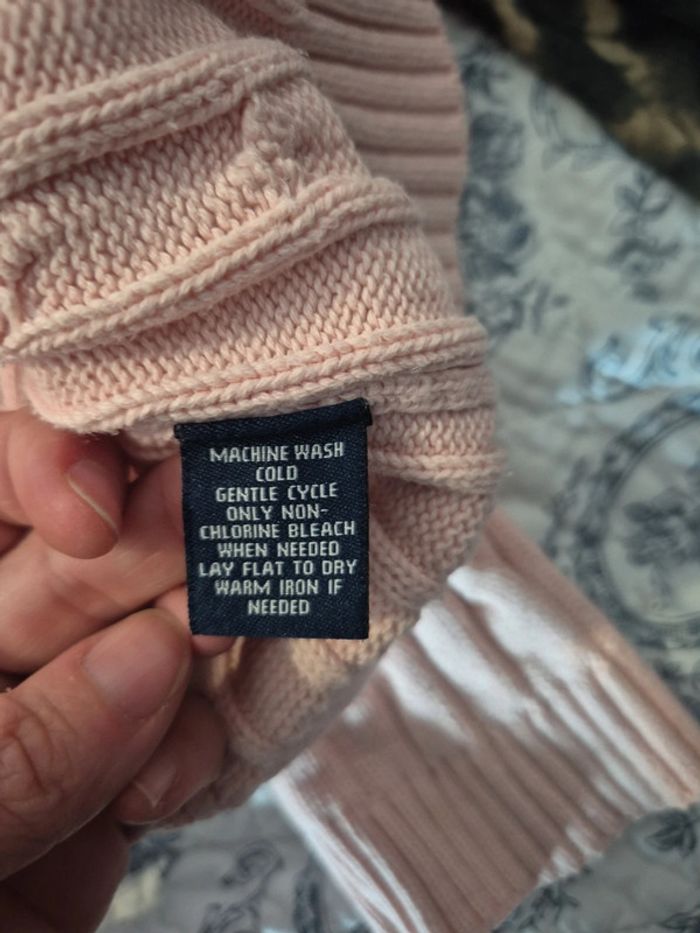 MACHINE WASH
COLD
GENTLE CYCLE
ONLY NON-
CHLORINE BLEACH
WHEN NEEDED
LAY FLAT TO DRY
WARM IRON IF
NEEDED